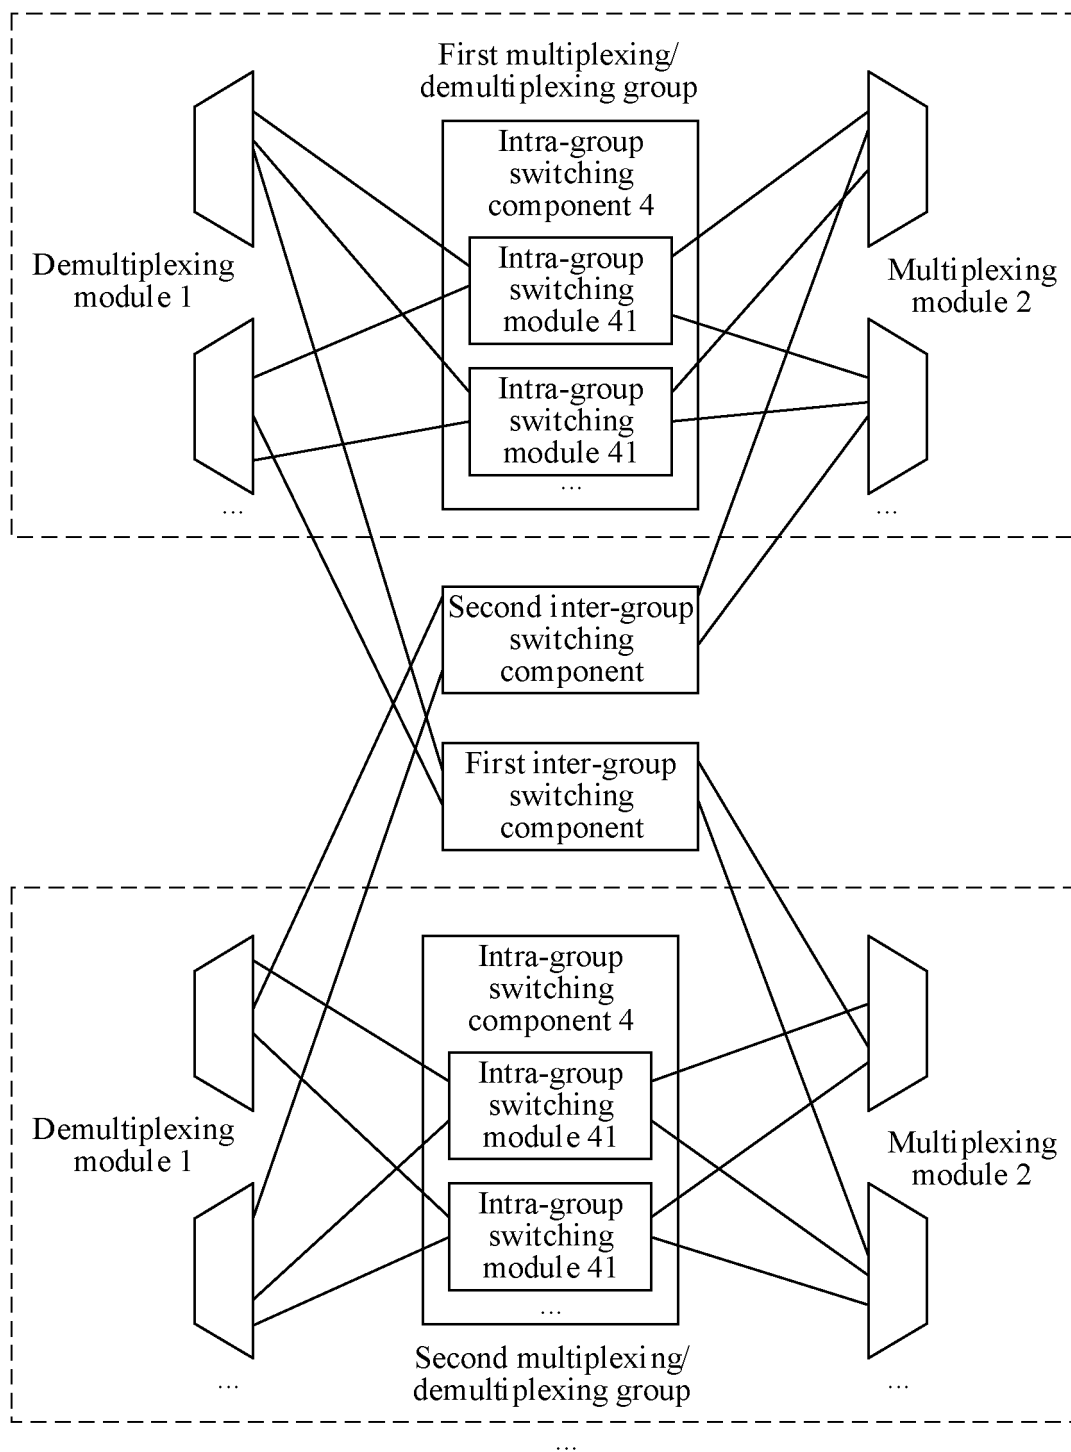 First multiplexing/
demultiplexing group
Intra-group
switching
component 4
Demultiplexing
module 1
Intra-group
switching
module 41
Multiplexing
module 2
Intra-group
switching
module 41
...
...
...
Second inter-group
switching
component
First inter-group
switching
component
Intra-group
switching
component 4
Demultiplexing
module 1
Intra-group
switching
module 41
Multiplexing
module 2
Intra-group
switching
module 41
...
Second multiplexing/
demultiplexing group
...
...
...